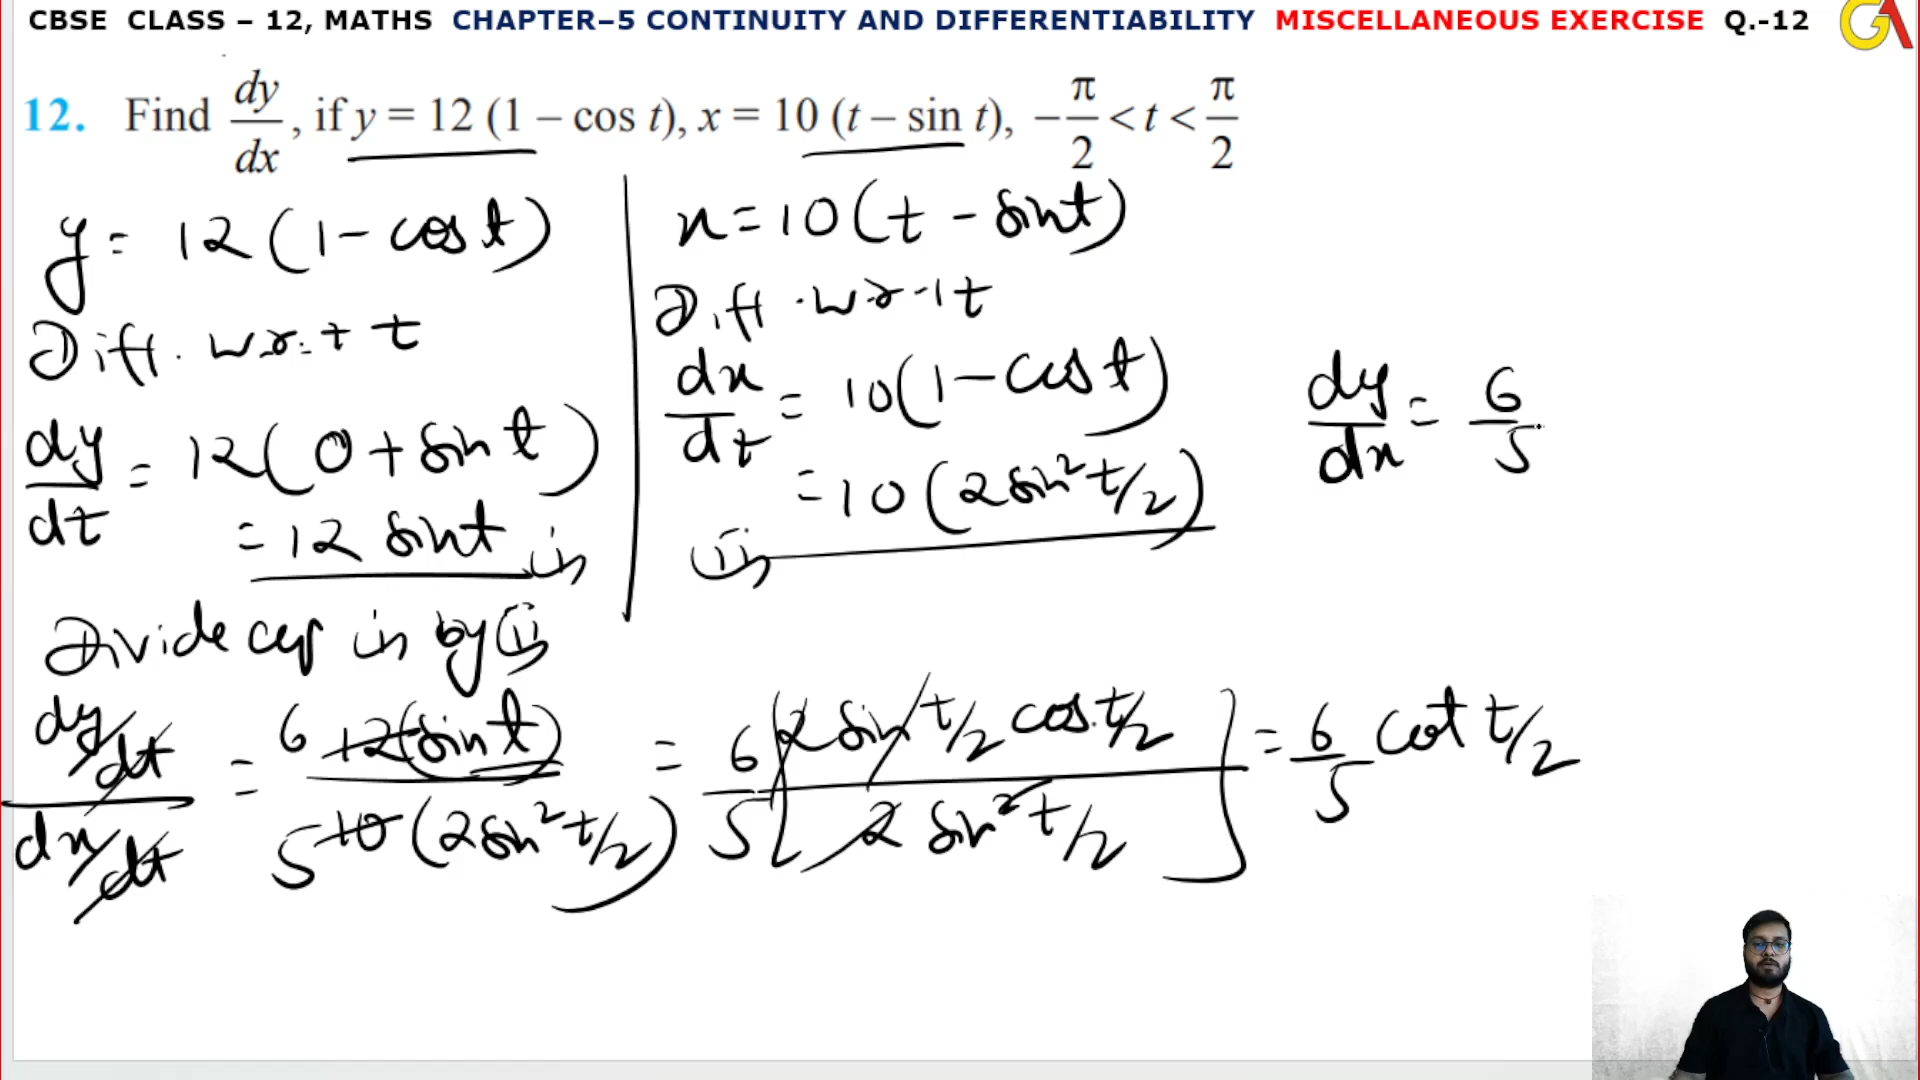 CBSE CLASS – 12, MATHS CHAPTER–5 CONTINUITY AND DIFFERENTIABILITY MISCELLANEOUS EXERCISE Q.-12
GA
12. Find dy/dx, if y = 12 (1 – cos t), x = 10 (t – sin t), –π/2 < t < π/2
y = 12 (1 - cos t)
Diff. w.r.t t
dy/dt = 12 (0 + sin t)
= 12 sin t (i)
x = 10 (t - sin t)
Diff. w.r.t t
dx/dt = 10 (1 - cos t)
= 10 (2 sin² t/2)
(ii)
dy/dx = 6/5
Divide eq (i) by (ii)
dy/dt / dx/dt = 6 12 (sin t) / 5 10 (2 sin² t/2) = 6/5 [2 sin t/2 cos t/2 / 2 sin² t/2] = 6/5 cot t/2